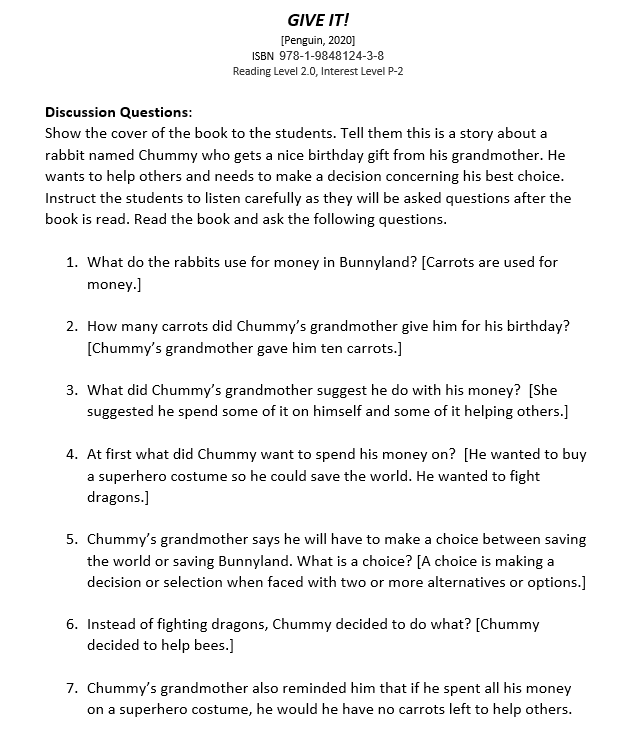 GIVE IT!
[Penguin, 2020]
ISBN 978-1-9848124-3-8
Reading Level 2.0, Interest Level P-2
Discussion Questions:
Show the cover of the book to the students. Tell them this is a story about a
rabbit named Chummy who gets a nice birthday gift from his grandmother. He
wants to help others and needs to make a decision concerning his best choice.
Instruct the students to listen carefully as they will be asked questions after the
book is read. Read the book and ask the following questions.
1. What do the rabbits use for money in Bunnyland? [Carrots are used for
money.]
2. How many carrots did Chummy’s grandmother give him for his birthday?
[Chummy’s grandmother gave him ten carrots.]
3. What did Chummy’s grandmother suggest he do with his money?  [She
suggested he spend some of it on himself and some of it helping others.]
4. At first what did Chummy want to spend his money on?  [He wanted to buy
a superhero costume so he could save the world. He wanted to fight
dragons.]
5. Chummy’s grandmother says he will have to make a choice between saving
the world or saving Bunnyland. What is a choice? [A choice is making a
decision or selection when faced with two or more alternatives or options.]
6. Instead of fighting dragons, Chummy decided to do what? [Chummy
decided to help bees.]
7. Chummy’s grandmother also reminded him that if he spent all his money
on a superhero costume, he would he have no carrots left to help others.